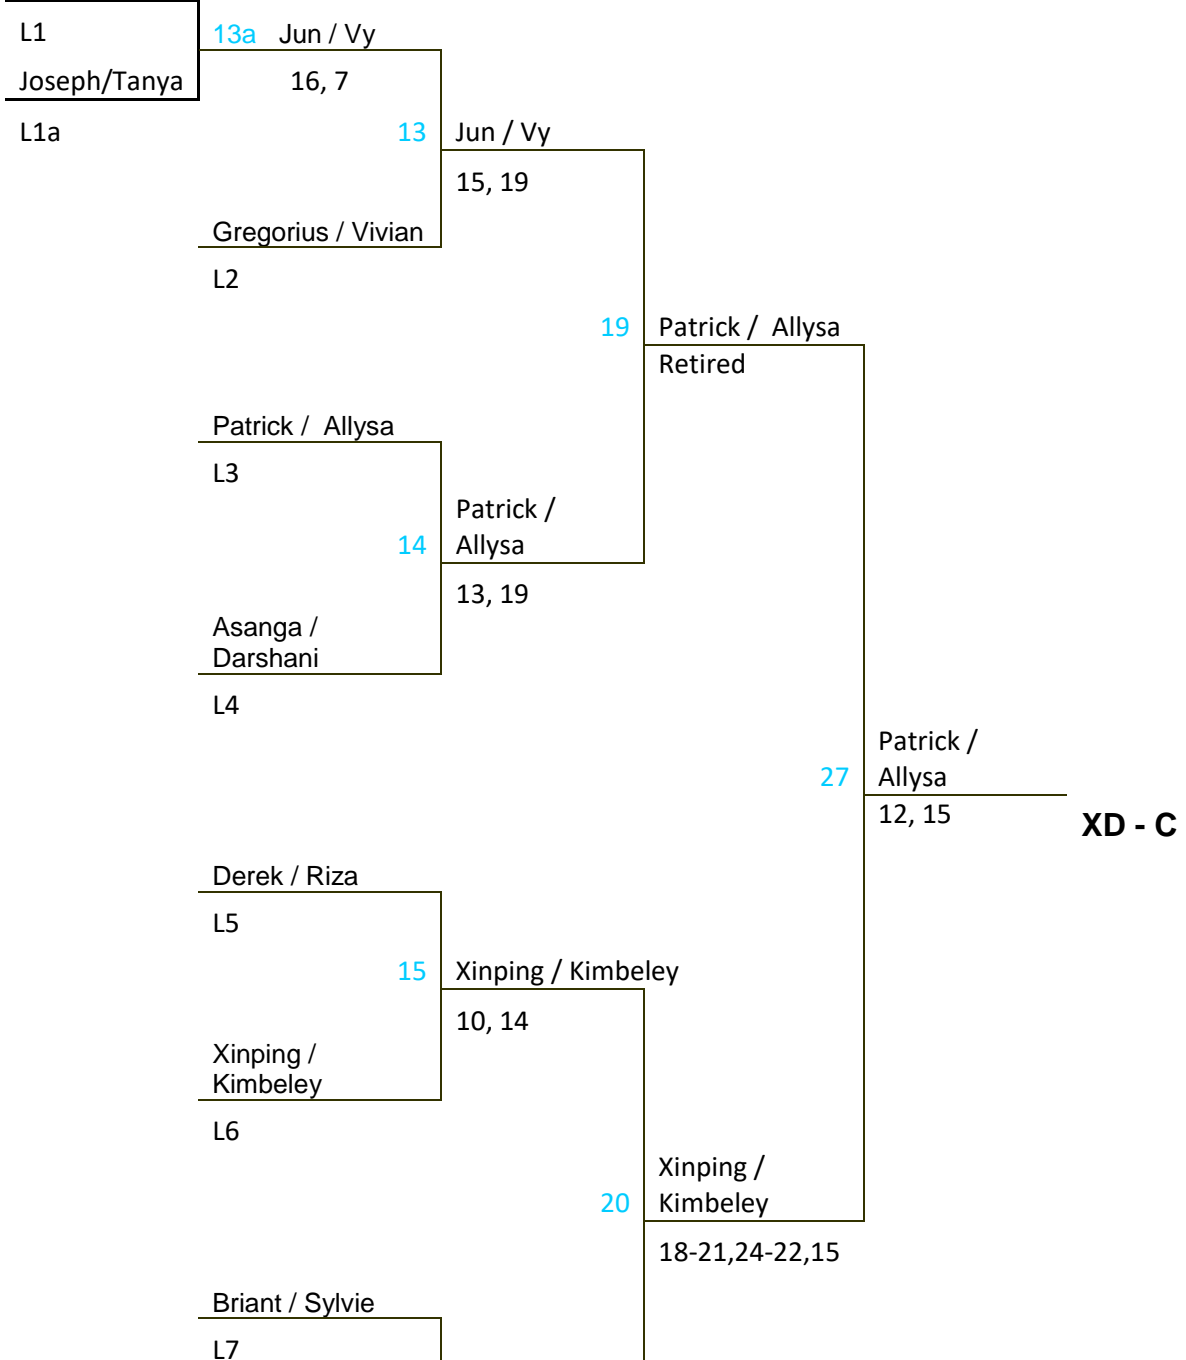 L1
13a Jun / Vy
Joseph/Tanya
16, 7
L1a
13
Jun / Vy
15, 19
Gregorius / Vivian
L2
19
Patrick /  Allysa
Retired
Patrick /  Allysa
L3
Patrick /
14
Allysa
13, 19
Asanga /
Darshani
L4
Patrick /
27
Allysa
12, 15
XD - C
Derek / Riza
L5
15
Xinping / Kimbeley
10, 14
Xinping /
Kimbeley
L6
Xinping /
20
Kimbeley
18-21,24-22,15
Briant / Sylvie
L7